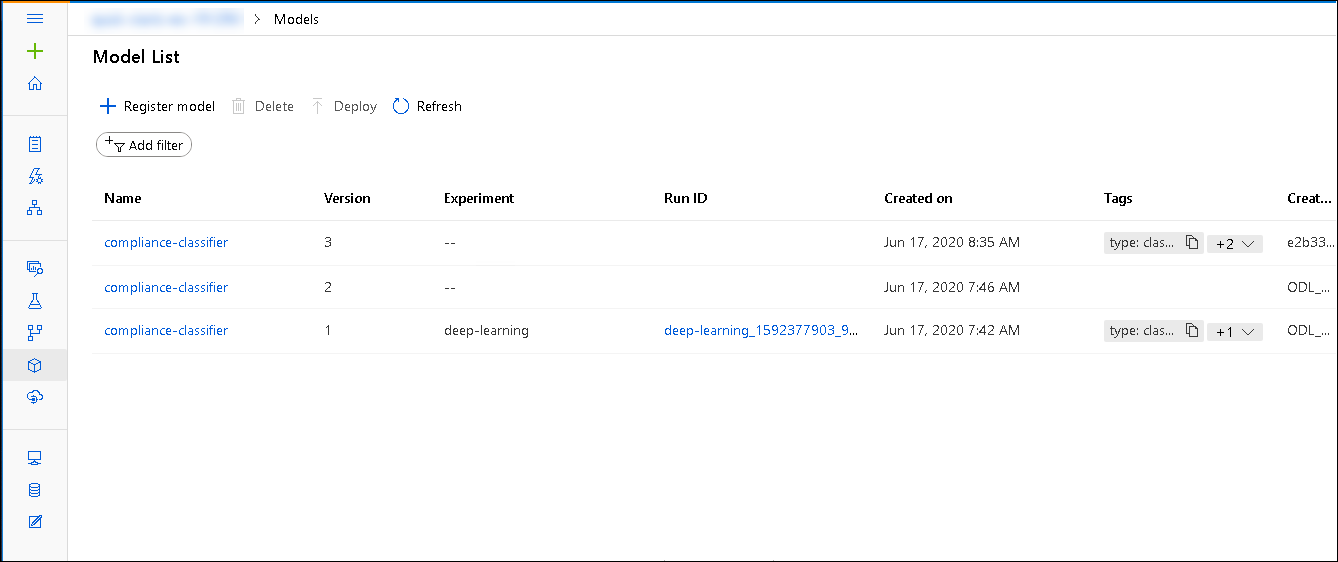 > Models
Model List
Register model Delete Deploy Refresh
Add filter
Name Version Experiment Run ID Created on Tags Creat...
compliance-classifier 3 -- Jun 17, 2020 8:35 AM type: clas... +2 e2b33...
compliance-classifier 2 -- Jun 17, 2020 7:46 AM ODL_...
compliance-classifier 1 deep-learning deep-learning_1592377903_9... Jun 17, 2020 7:42 AM type: clas... +1 ODL_...